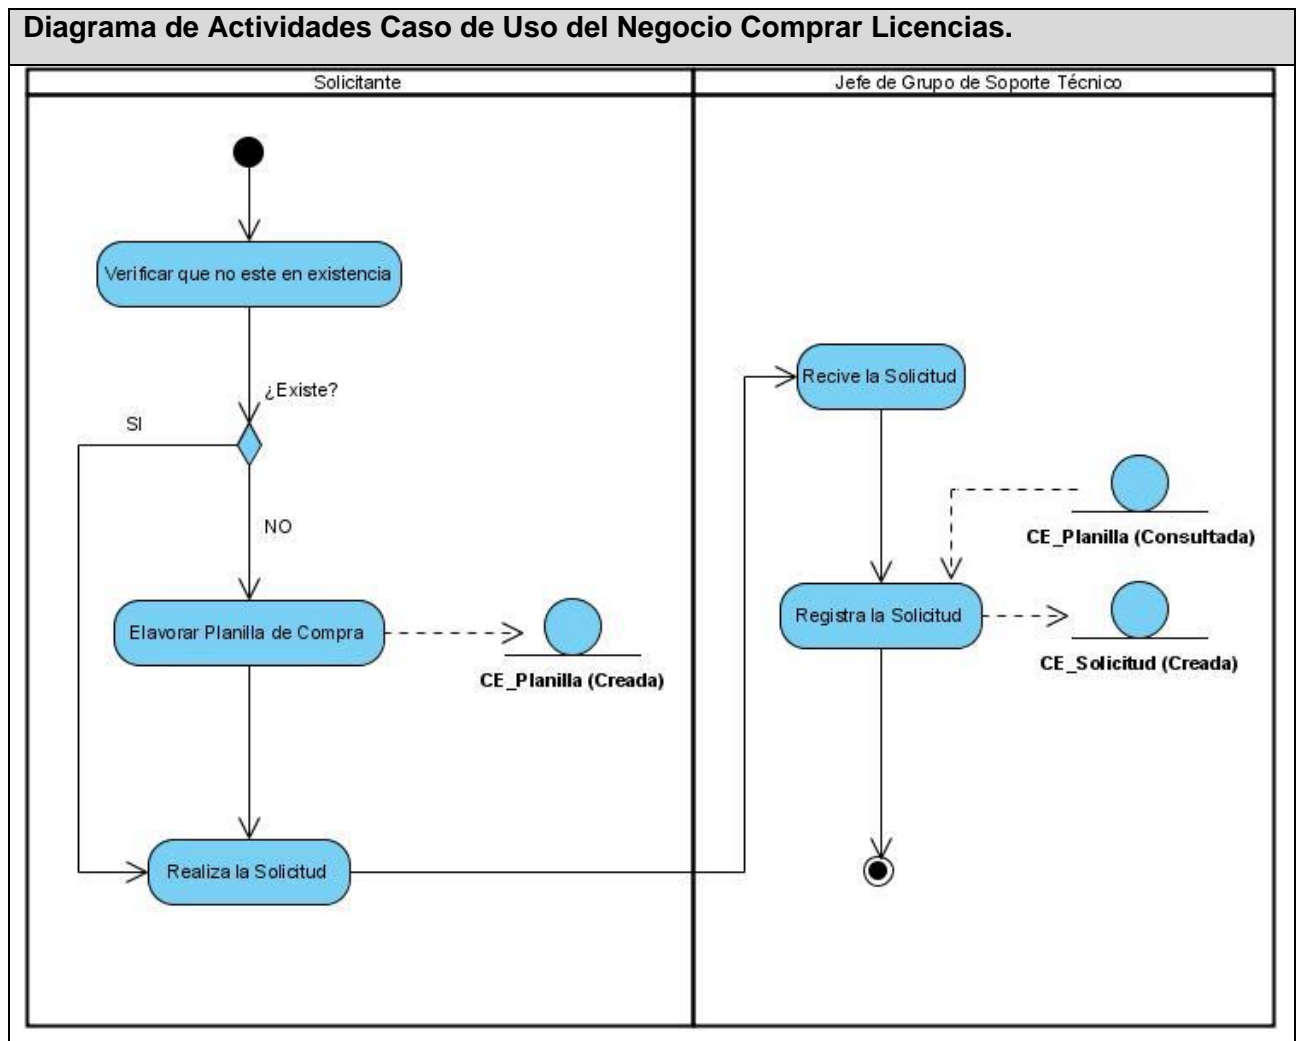 Diagrama de Actividades Caso de Uso del Negocio Comprar Licencias.
Solicitante
Jefe de Grupo de Soporte Técnico
Verificar que no este en existencia
¿Existe?
SI
NO
Elavorar Planilla de Compra
CE_Planilla (Creada)
Realiza la Solicitud
Recive la Solicitud
CE_Planilla (Consultada)
Registra la Solicitud
CE_Solicitud (Creada)